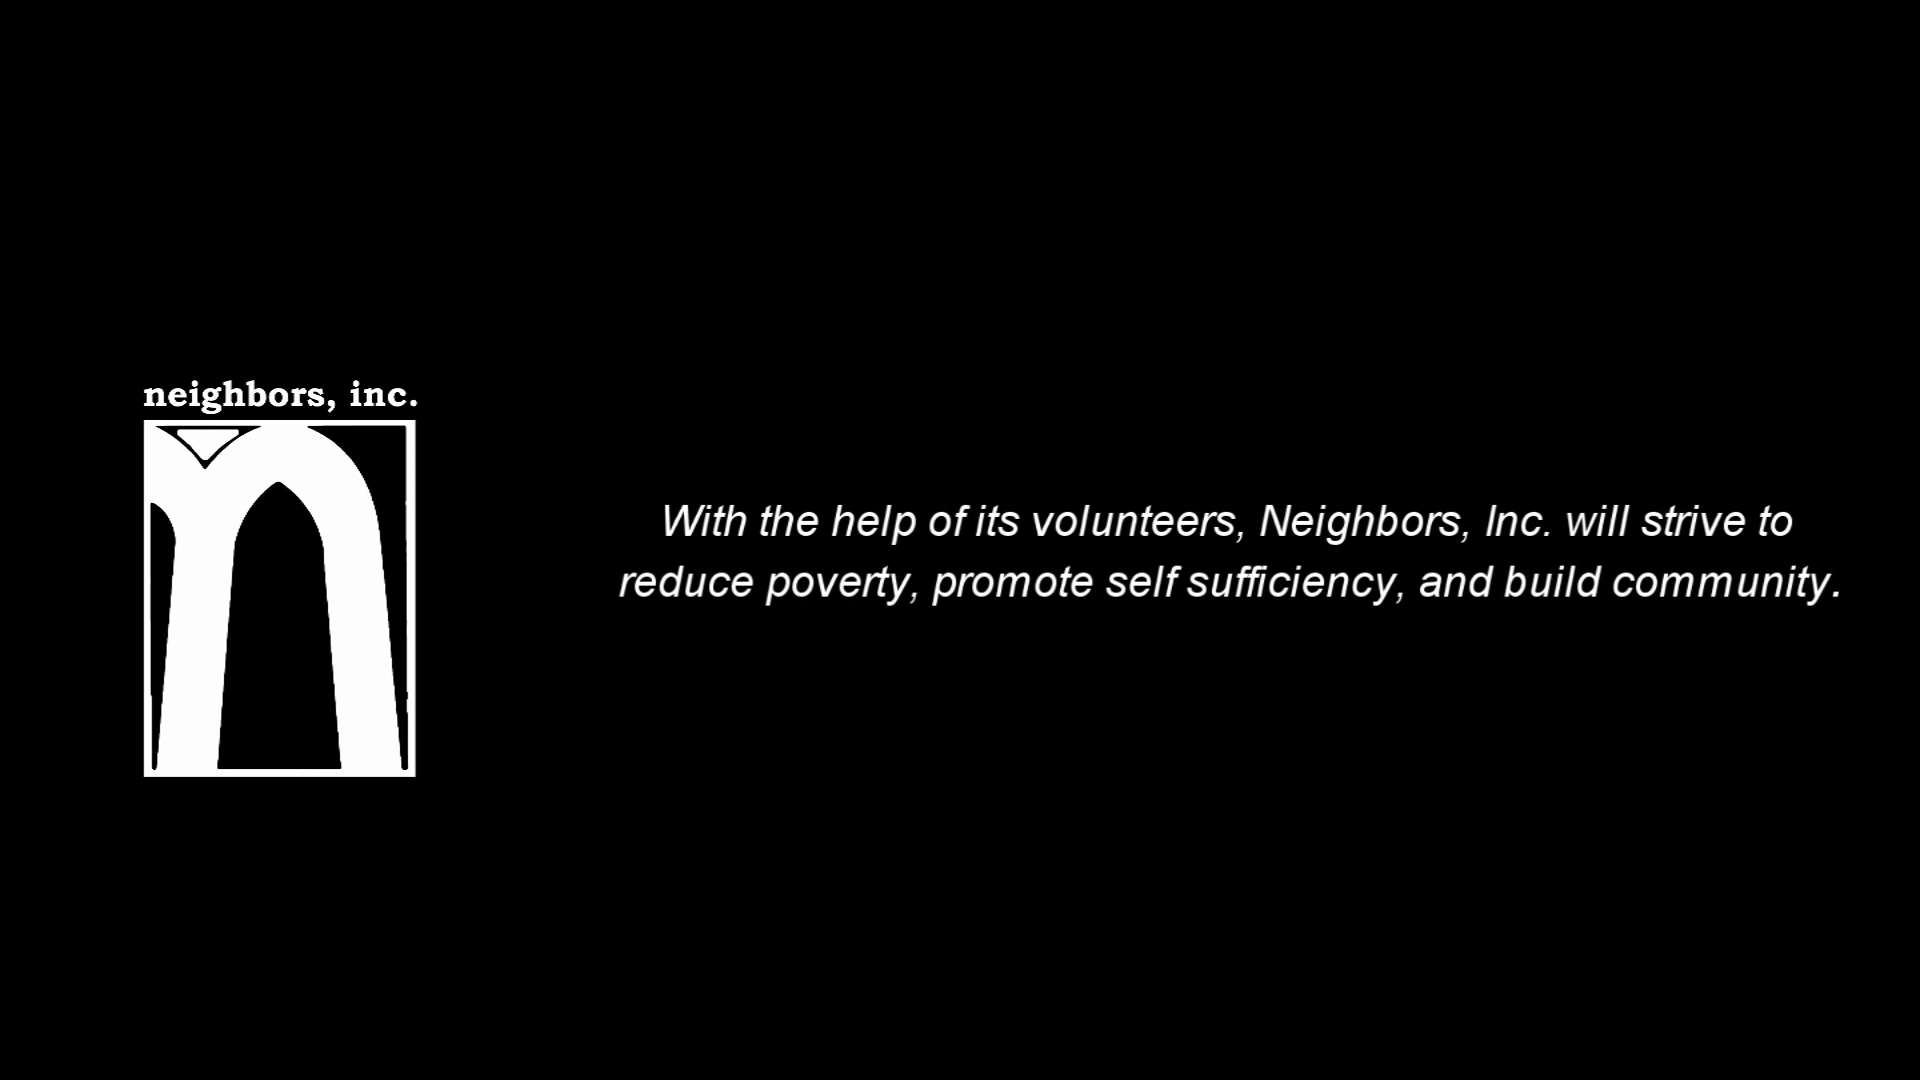 neighbors, inc.
With the help of its volunteers, Neighbors, Inc. will strive to
reduce poverty, promote self sufficiency, and build community.